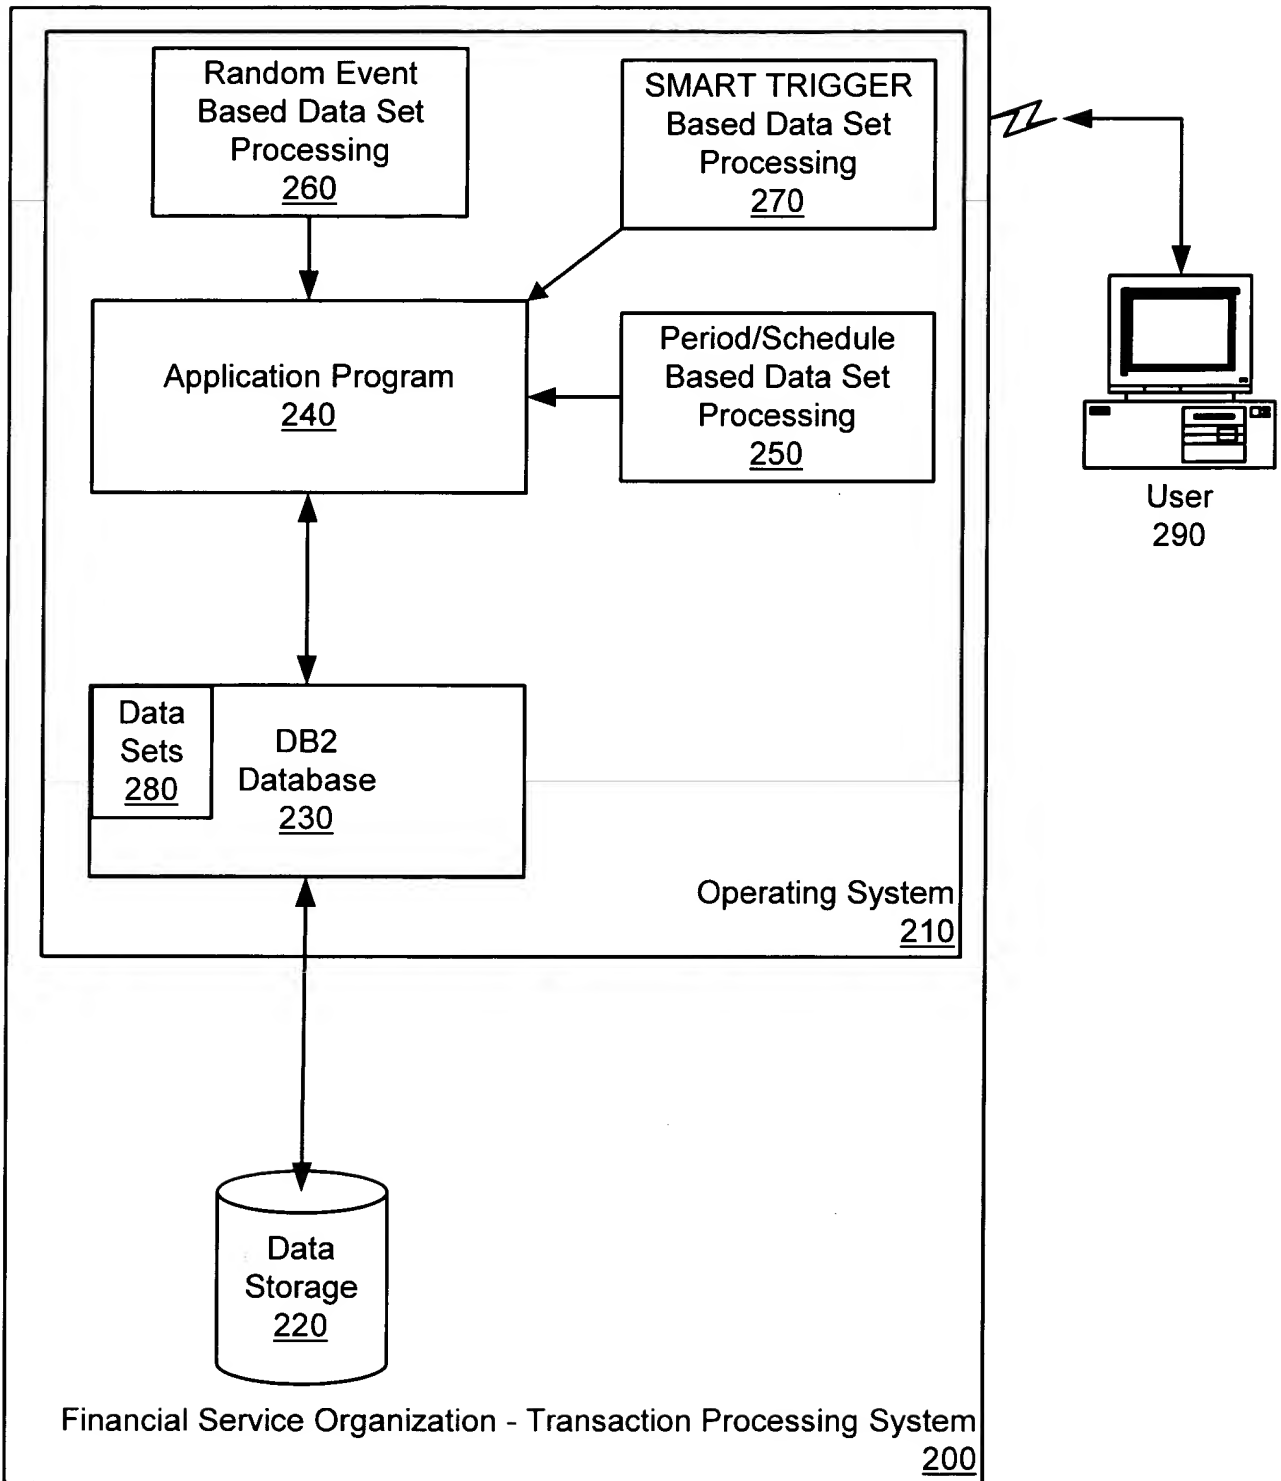 Random Event
Based Data Set
Processing
260
SMART TRIGGER
Based Data Set
Processing
270
Application Program
240
Period/Schedule
Based Data Set
Processing
250
User
290
Data
Sets
280
DB2
Database
230
Operating System
210
Data
Storage
220
Financial Service Organization - Transaction Processing System
200